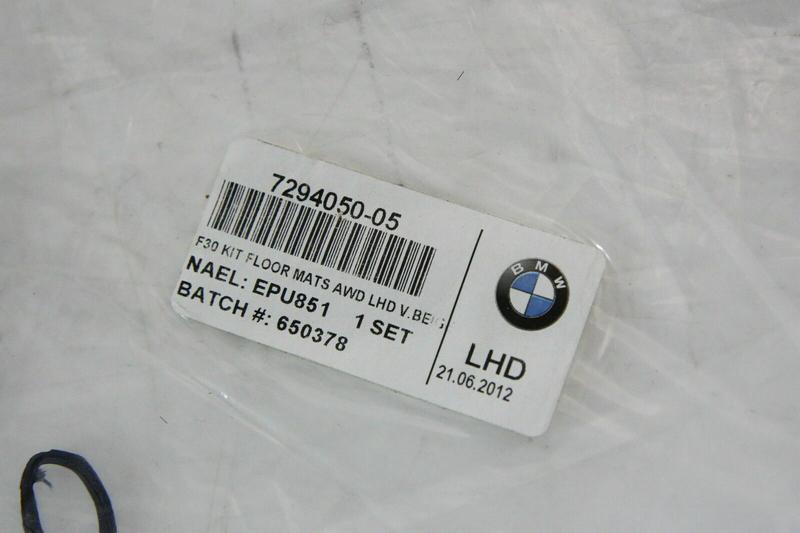 7294050-05
F30 KIT FLOOR MATS AWD LHD V.BEIG
NAEL: EPU851 1 SET
BATCH #: 650378
BMW
LHD
21.06.2012